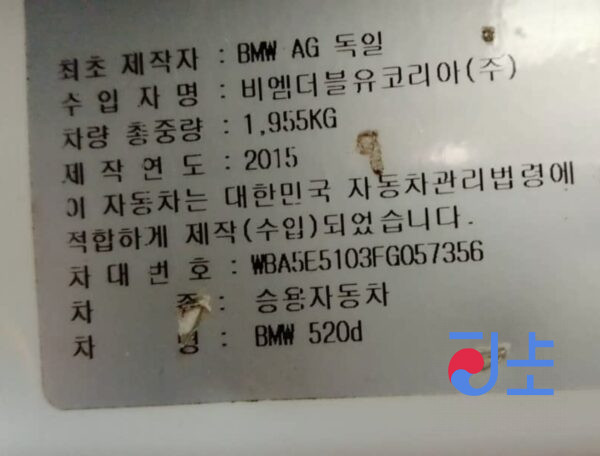 최초 제작자 : BMW AG 독일
수 입 자 명 : 비엠더블유코리아(주)
차량 총중량 : 1,955KG
제 작 연 도 : 2015
이 자동차는 대한민국 자동차관리법령에
적합하게 제작(수입)되었습니다.
차 대 번 호 : WBA5E5103FG057356
차 종 : 승용자동차
차 명 : BMW 520d